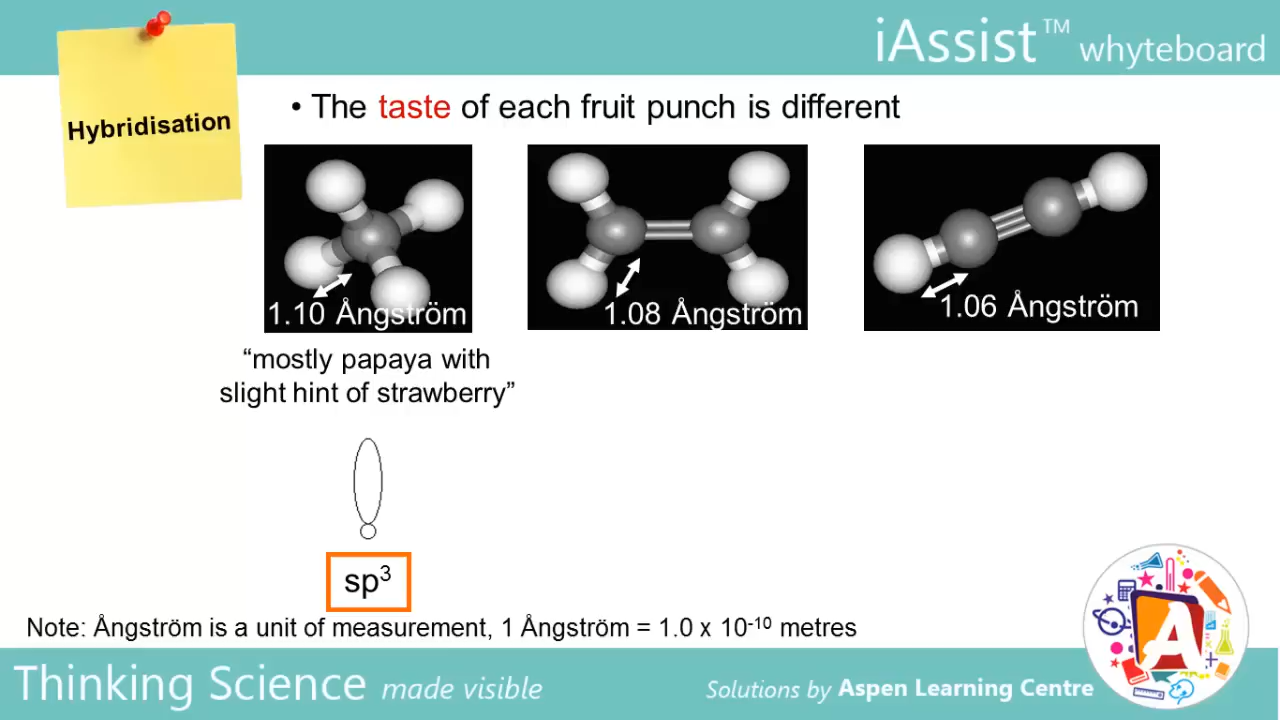 iAssist™ whyteboard
Hybridisation
• The taste of each fruit punch is different
1.10 Ångström
1.08 Ångström
1.06 Ångström
“mostly papaya with
slight hint of strawberry”
sp³
Note: Ångström is a unit of measurement, 1 Ångström = 1.0 x 10⁻¹⁰ metres
Thinking Science made visible
Solutions by Aspen Learning Centre
A